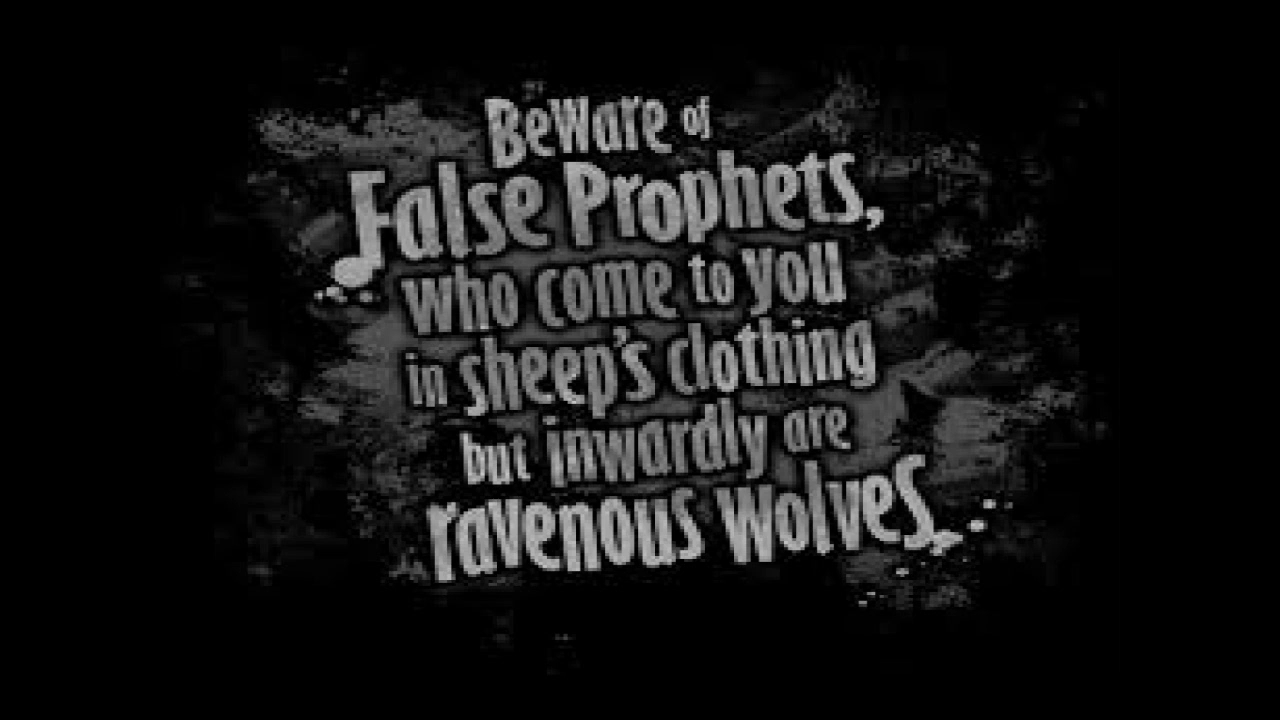 Beware of
False Prophets,
who come to you
in sheep's clothing
but inwardly are
ravenous wolves.